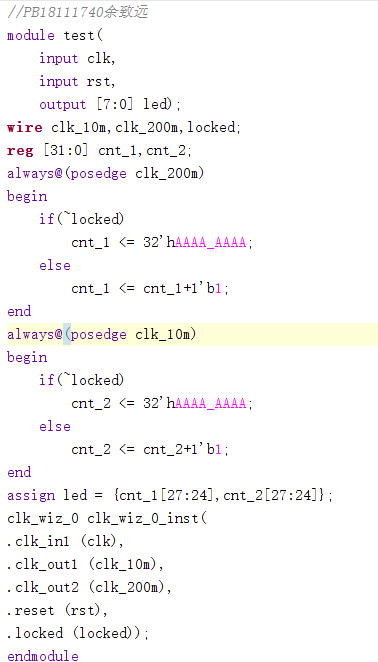 //PB18111740余致远
module test(
    input clk,
    input rst,
    output [7:0] led);
wire clk_10m,clk_200m,locked;
reg [31:0] cnt_1,cnt_2;
always@(posedge clk_200m)
begin
    if(~locked)
        cnt_1 <= 32'hAAAA_AAAA;
    else
        cnt_1 <= cnt_1+1'b1;
end
always@(posedge clk_10m)
begin
    if(~locked)
        cnt_2 <= 32'hAAAA_AAAA;
    else
        cnt_2 <= cnt_2+1'b1;
end
assign led = {cnt_1[27:24],cnt_2[27:24]};
clk_wiz_0 clk_wiz_0_inst(
.clk_in1 (clk),
.clk_out1 (clk_10m),
.clk_out2 (clk_200m),
.reset (rst),
.locked (locked));
endmodule